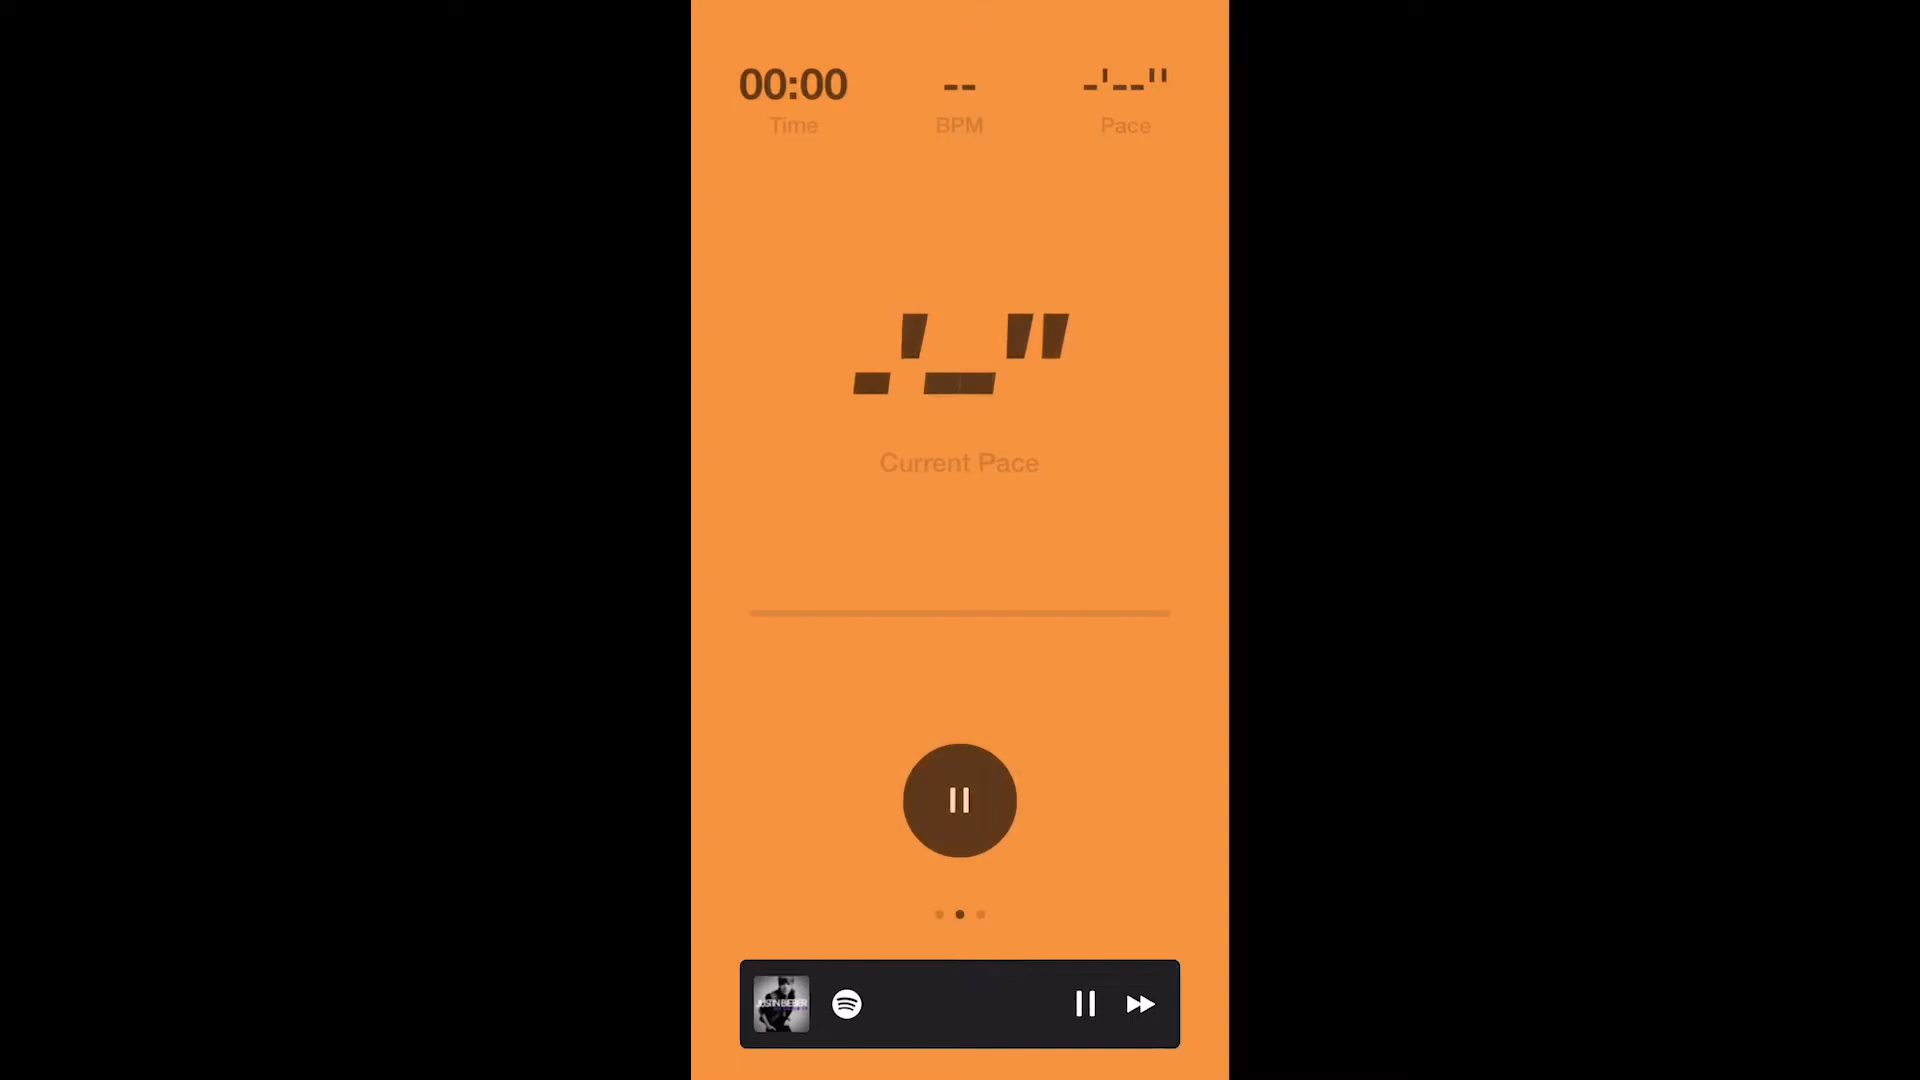 00:00 -- -'--''
Time BPM Pace
-'--''
Current Pace
JUSTIN BIEBER